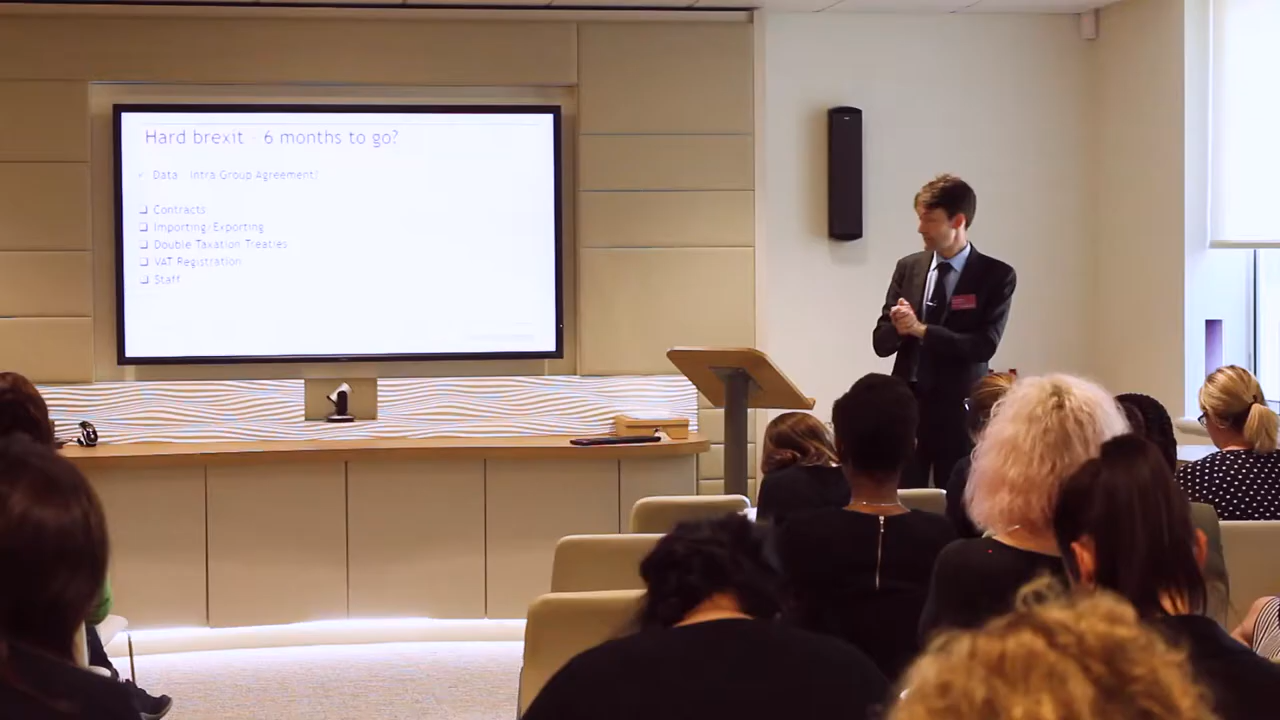 Hard brexit - 6 months to go?
✓ Data - Intra Group Agreement!
❑ Contracts
❑ Importing/Exporting
❑ Double Taxation Treaties
❑ VAT Registration
❑ Staff